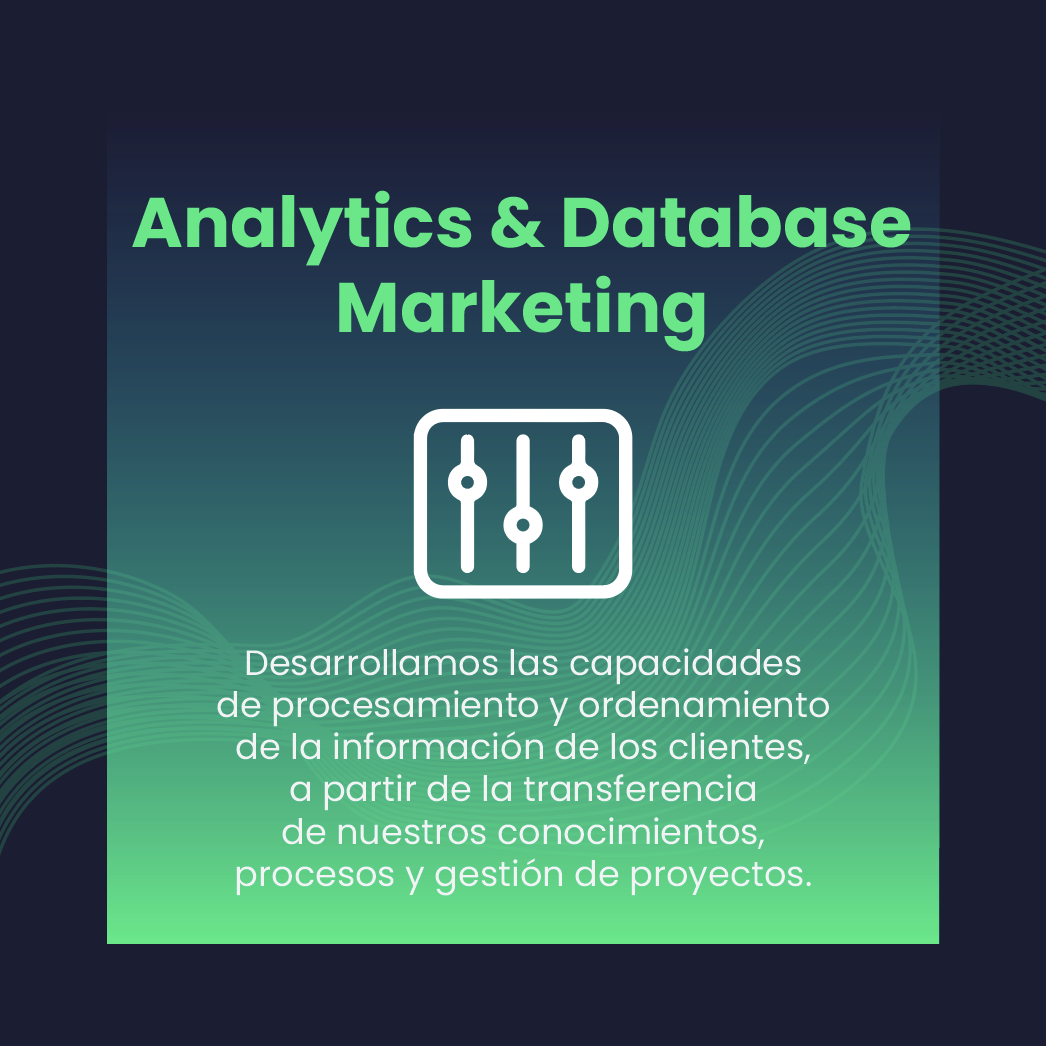 Analytics & Database
Marketing
Desarrollamos las capacidades
de procesamiento y ordenamiento
de la información de los clientes,
a partir de la transferencia
de nuestros conocimientos,
procesos y gestión de proyectos.